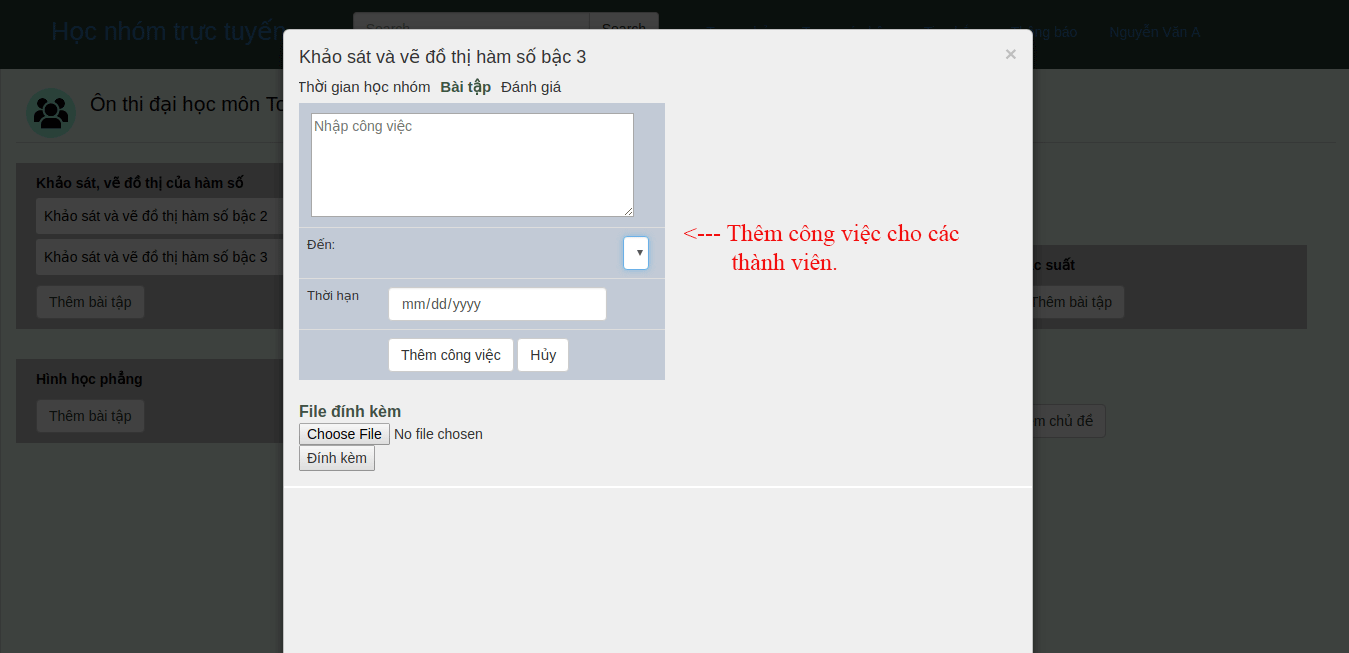 Học nhóm trực tuyến
Search
Search
Nguyễn Văn A
Ôn thi đại học môn
Khảo sát, vẽ đồ thị của hàm số
Khảo sát và vẽ đồ thị hàm số bậc 2
Khảo sát và vẽ đồ thị hàm số bậc 3
Thêm bài tập
Hình học phẳng
Thêm bài tập
Khảo sát và vẽ đồ thị hàm số bậc 3
×
Thời gian học nhóm Bài tập Đánh giá
Nhập công việc
Đến:
Thời hạn
mm/dd/yyyy
Thêm công việc Hủy
<--- Thêm công việc cho các
thành viên.
File đính kèm
Choose File No file chosen
Đính kèm
suất
Thêm bài tập
chủ đề